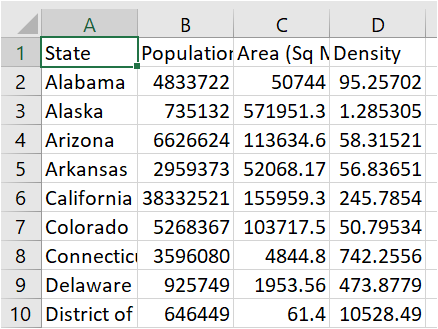 A B C D
1 State Population Area (Sq M Density
2 Alabama 4833722 50744 95.25702
3 Alaska 735132 571951.3 1.285305
4 Arizona 6626624 113634.6 58.31521
5 Arkansas 2959373 52068.17 56.83651
6 California 38332521 155959.3 245.7854
7 Colorado 5268367 103717.5 50.79534
8 Connecticu 3596080 4844.8 742.2556
9 Delaware 925749 1953.56 473.8779
10 District of 646449 61.4 10528.49